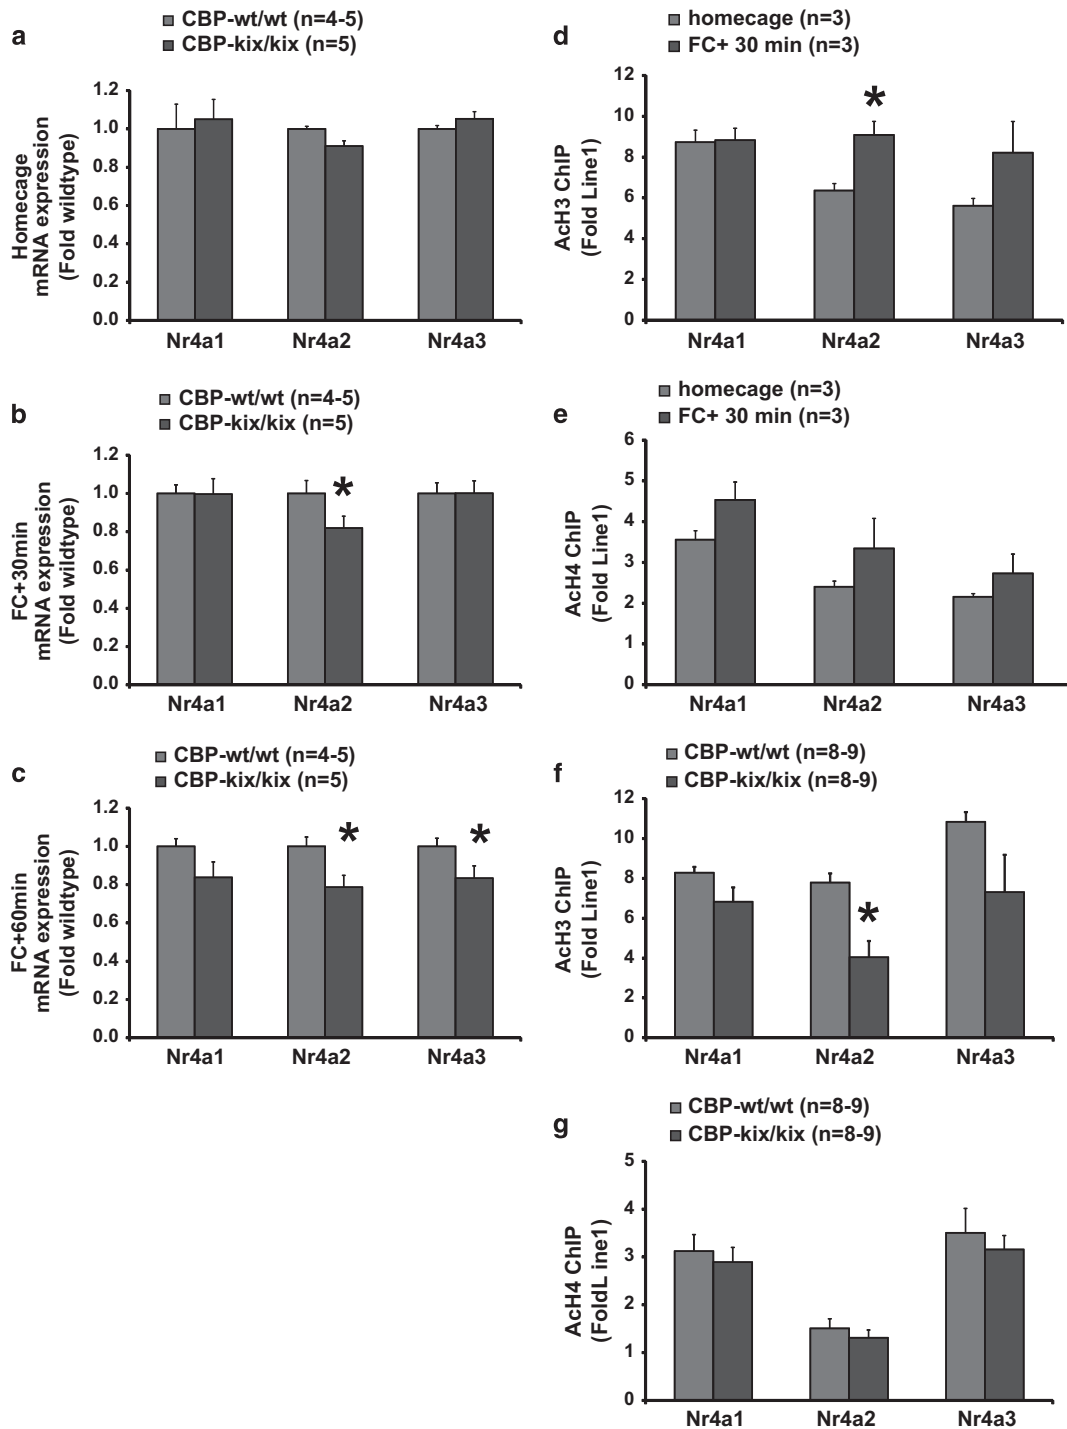 a
CBP-wt/wt (n=4-5)
CBP-kix/kix (n=5)
Homecage
mRNA expression
(Fold wildtype)
1.2
1.0
0.8
0.6
0.4
0.2
0.0
*
Nr4a1 Nr4a2 Nr4a3
b
CBP-wt/wt (n=4-5)
CBP-kix/kix (n=5)
FC+30min
mRNA expression
(Fold wildtype)
1.2
1.0
0.8
0.6
0.4
0.2
0.0
*
Nr4a1 Nr4a2 Nr4a3
c
CBP-wt/wt (n=4-5)
CBP-kix/kix (n=5)
FC+60min
mRNA expression
(Fold wildtype)
1.2
1.0
0.8
0.6
0.4
0.2
0.0
* *
Nr4a1 Nr4a2 Nr4a3
d
homecage (n=3)
FC+ 30 min (n=3)
AcH3 ChIP
(Fold Line1)
12
10
8
6
4
2
0
*
Nr4a1 Nr4a2 Nr4a3
e
homecage (n=3)
FC+ 30 min (n=3)
AcH4 ChIP
(Fold Line1)
6
5
4
3
2
1
0
Nr4a1 Nr4a2 Nr4a3
f
CBP-wt/wt (n=8-9)
CBP-kix/kix (n=8-9)
AcH3 ChIP
(Fold Line1)
12
10
8
6
4
2
0
*
Nr4a1 Nr4a2 Nr4a3
g
CBP-wt/wt (n=8-9)
CBP-kix/kix (n=8-9)
AcH4 ChIP
(FoldL ine1)
5
4
3
2
1
0
Nr4a1 Nr4a2 Nr4a3